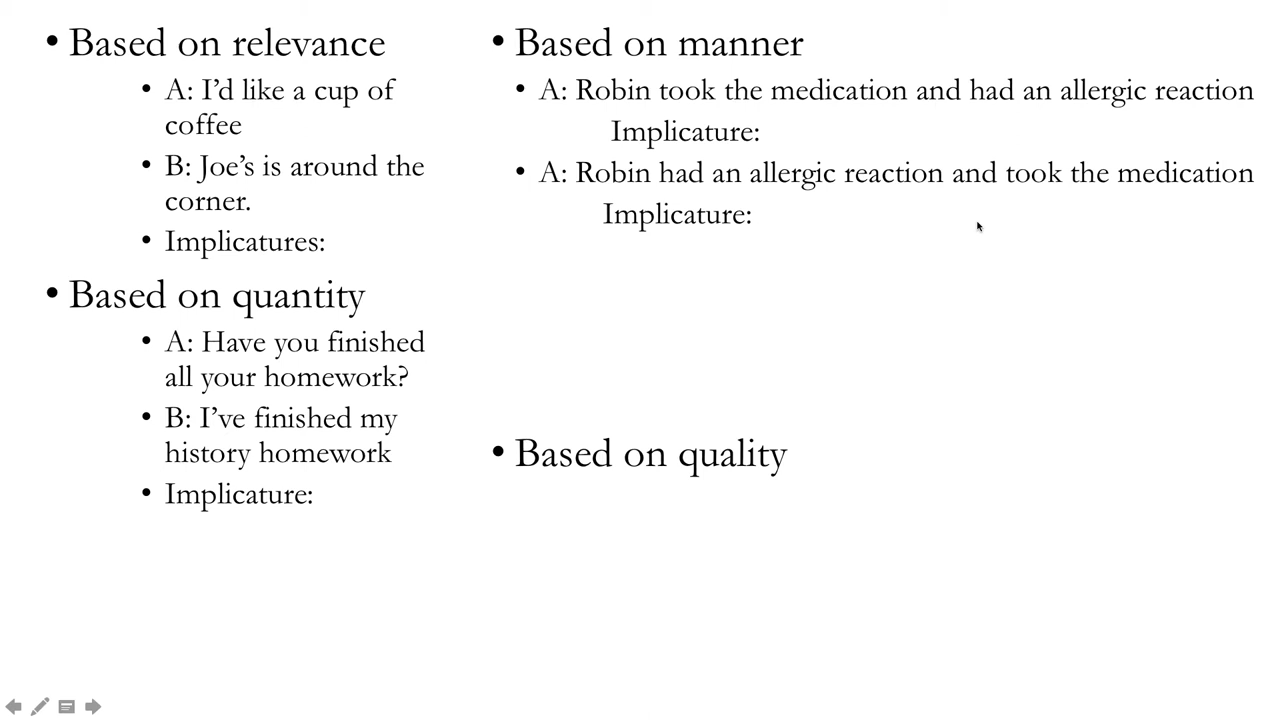 • Based on relevance
• A: I’d like a cup of
coffee
• B: Joe’s is around the
corner.
• Implicatures:
• Based on quantity
• A: Have you finished
all your homework?
• B: I’ve finished my
history homework
• Implicature:
• Based on manner
• A: Robin took the medication and had an allergic reaction
Implicature:
• A: Robin had an allergic reaction and took the medication
Implicature:
• Based on quality